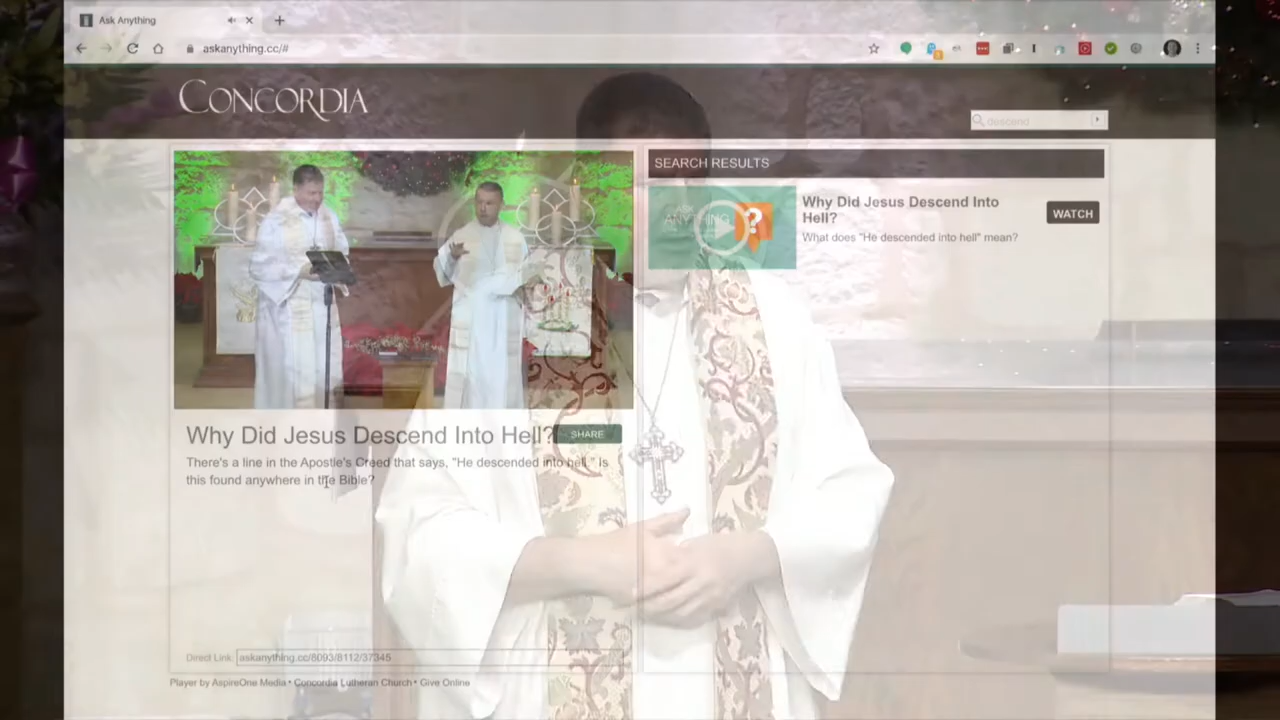 Ask Anything
askanything.cc/#
CONCORDIA
descend
SEARCH RESULTS
ASK
ANYTHING
?
Why Did Jesus Descend Into
Hell?
What does "He descended into hell" mean?
WATCH
Why Did Jesus Descend Into Hell?
SHARE
There's a line in the Apostle's Creed that says, "He descended into hell." Is
this found anywhere in the Bible?
Direct Link: askanything.cc/8093/8112/37345
Player by AspireOne Media • Concordia Lutheran Church • Give Online